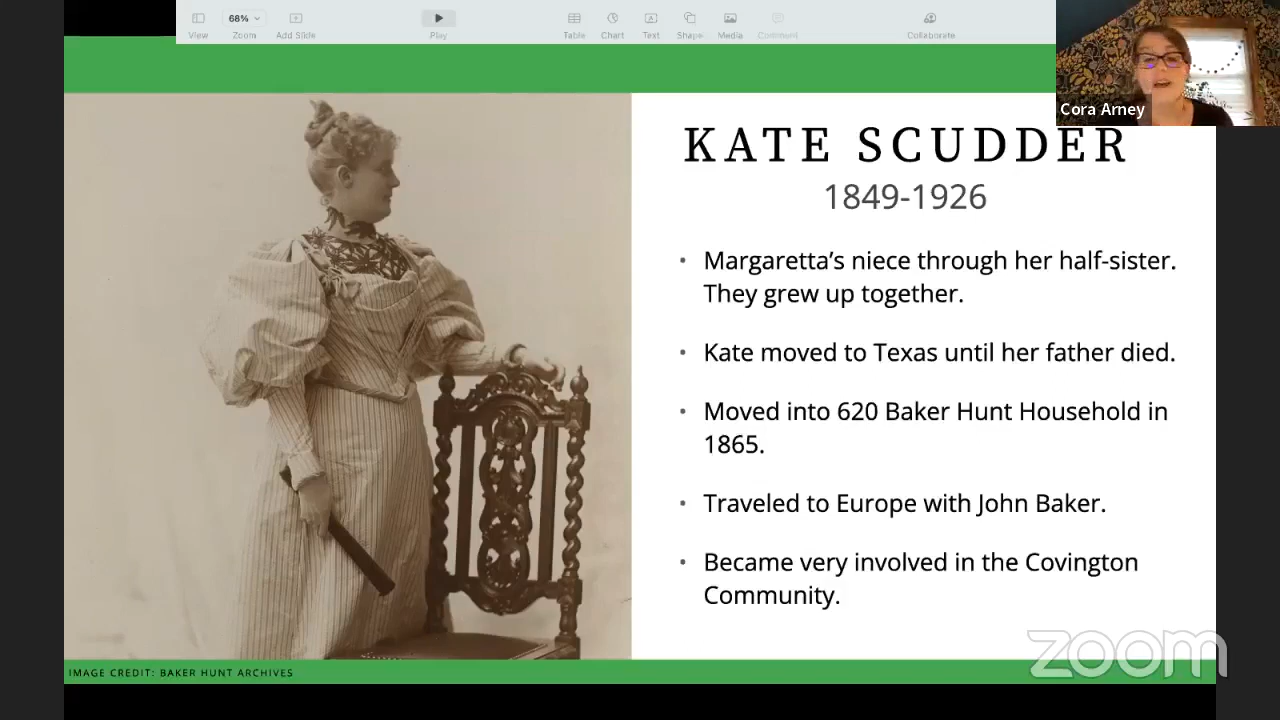 68%
View
Zoom
Add Slide
Play
Table
Chart
Text
Shape
Media
Comment
Collaborate
Cora Arney
KATE SCUDDER
1849-1926
• Margaretta’s niece through her half-sister.
They grew up together.
• Kate moved to Texas until her father died.
• Moved into 620 Baker Hunt Household in
1865.
• Traveled to Europe with John Baker.
• Became very involved in the Covington
Community.
IMAGE CREDIT: BAKER HUNT ARCHIVES
zoom